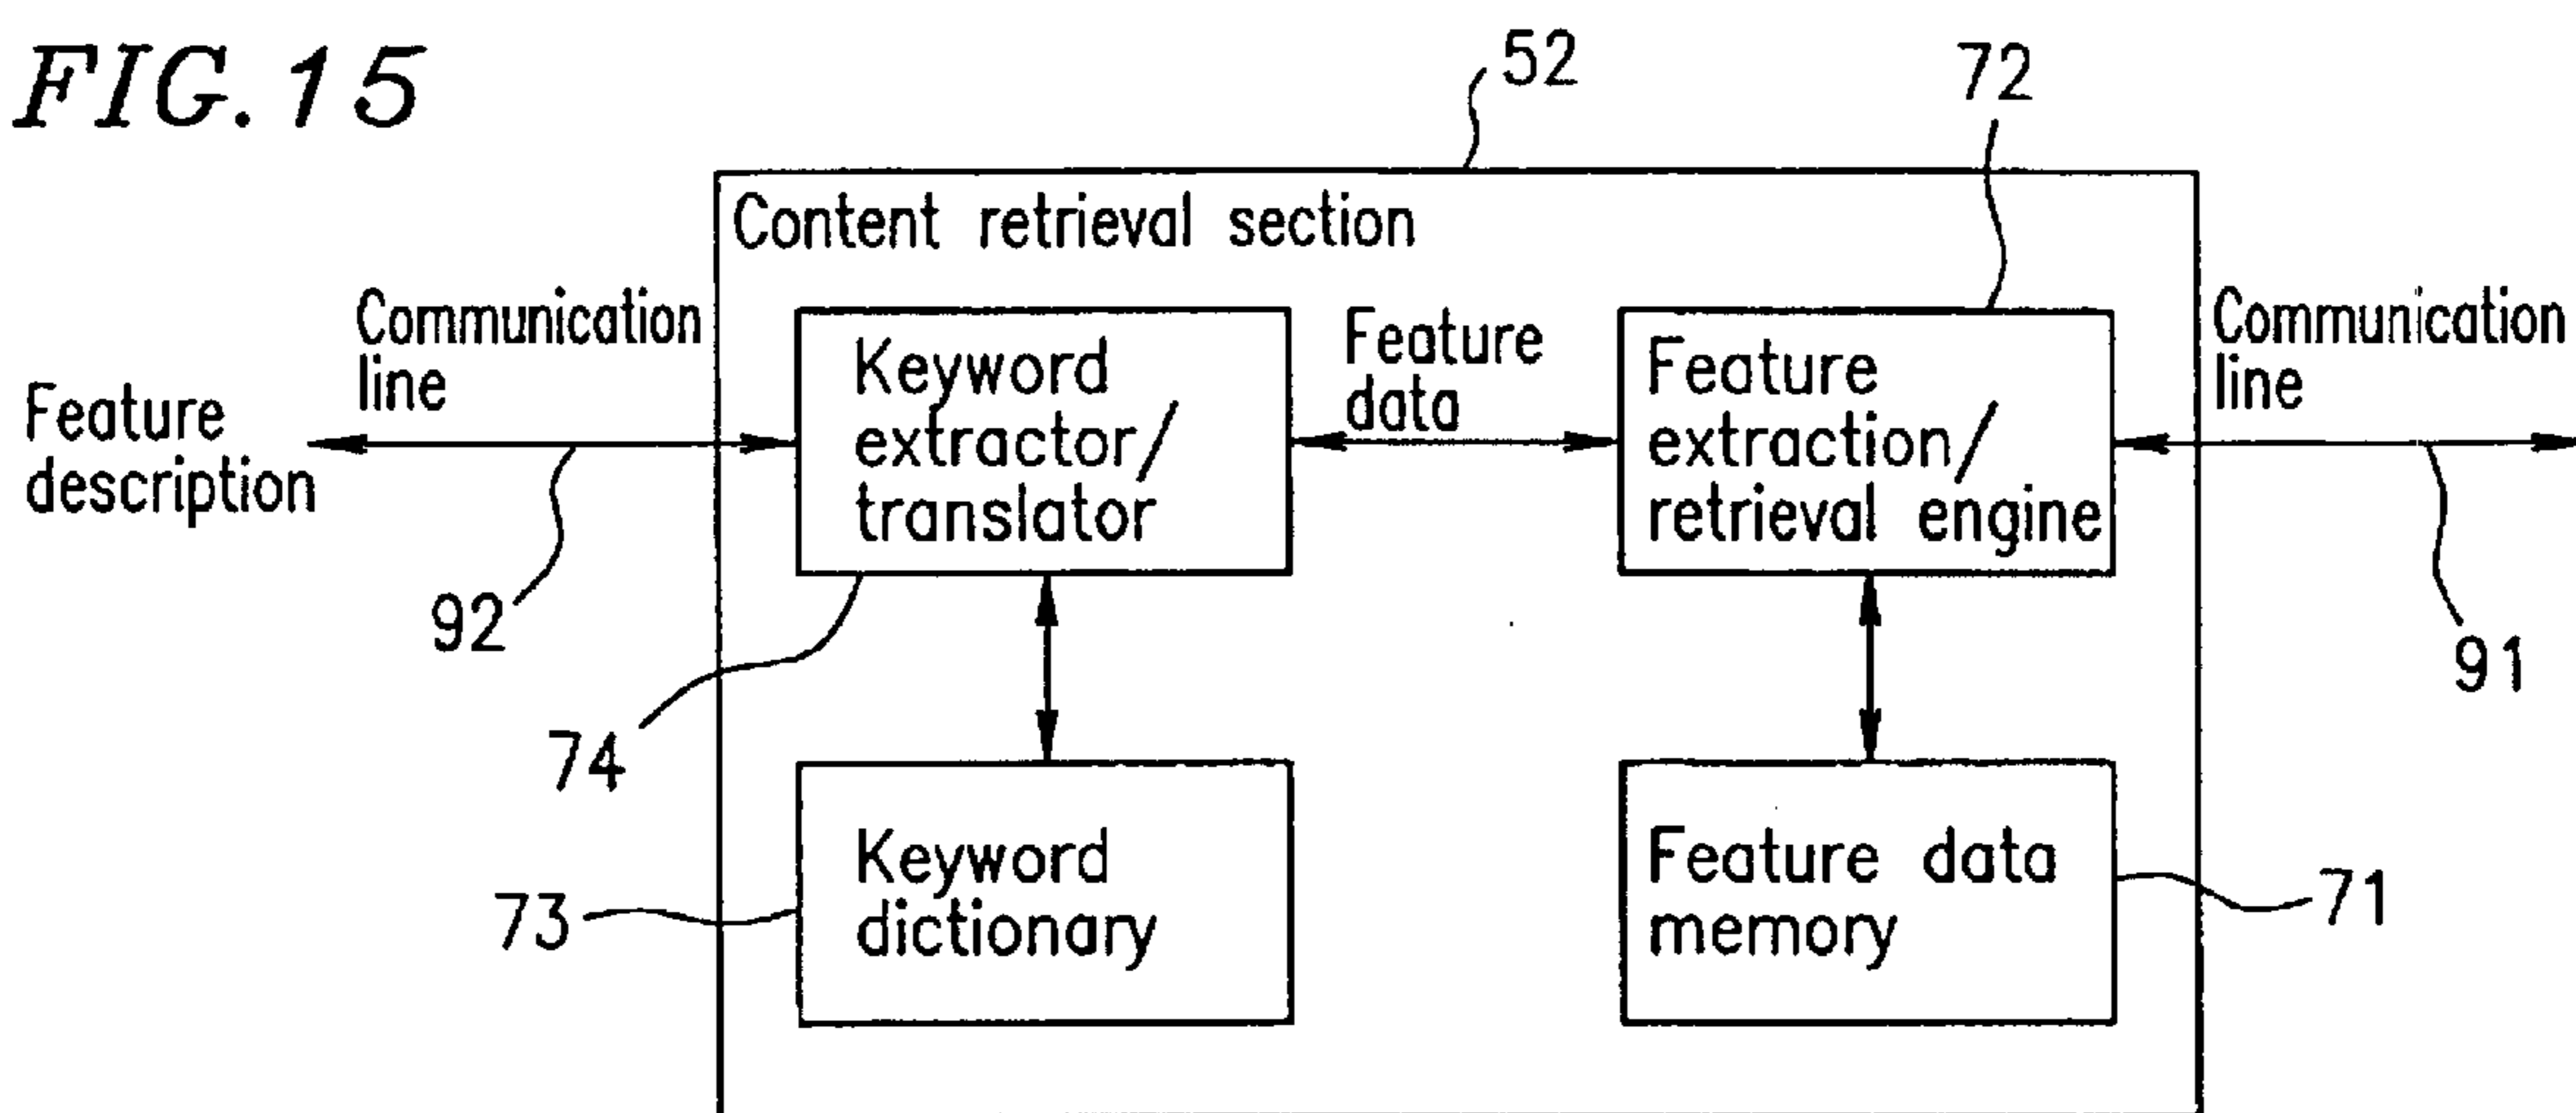 FIG. 15
52
72
Content retrieval section
Communication
line
Feature
description
Keyword
extractor/
translator
Feature
data
Feature
extraction/
retrieval engine
Communication
line
92
91
74
Keyword
dictionary
73
Feature data
memory
71